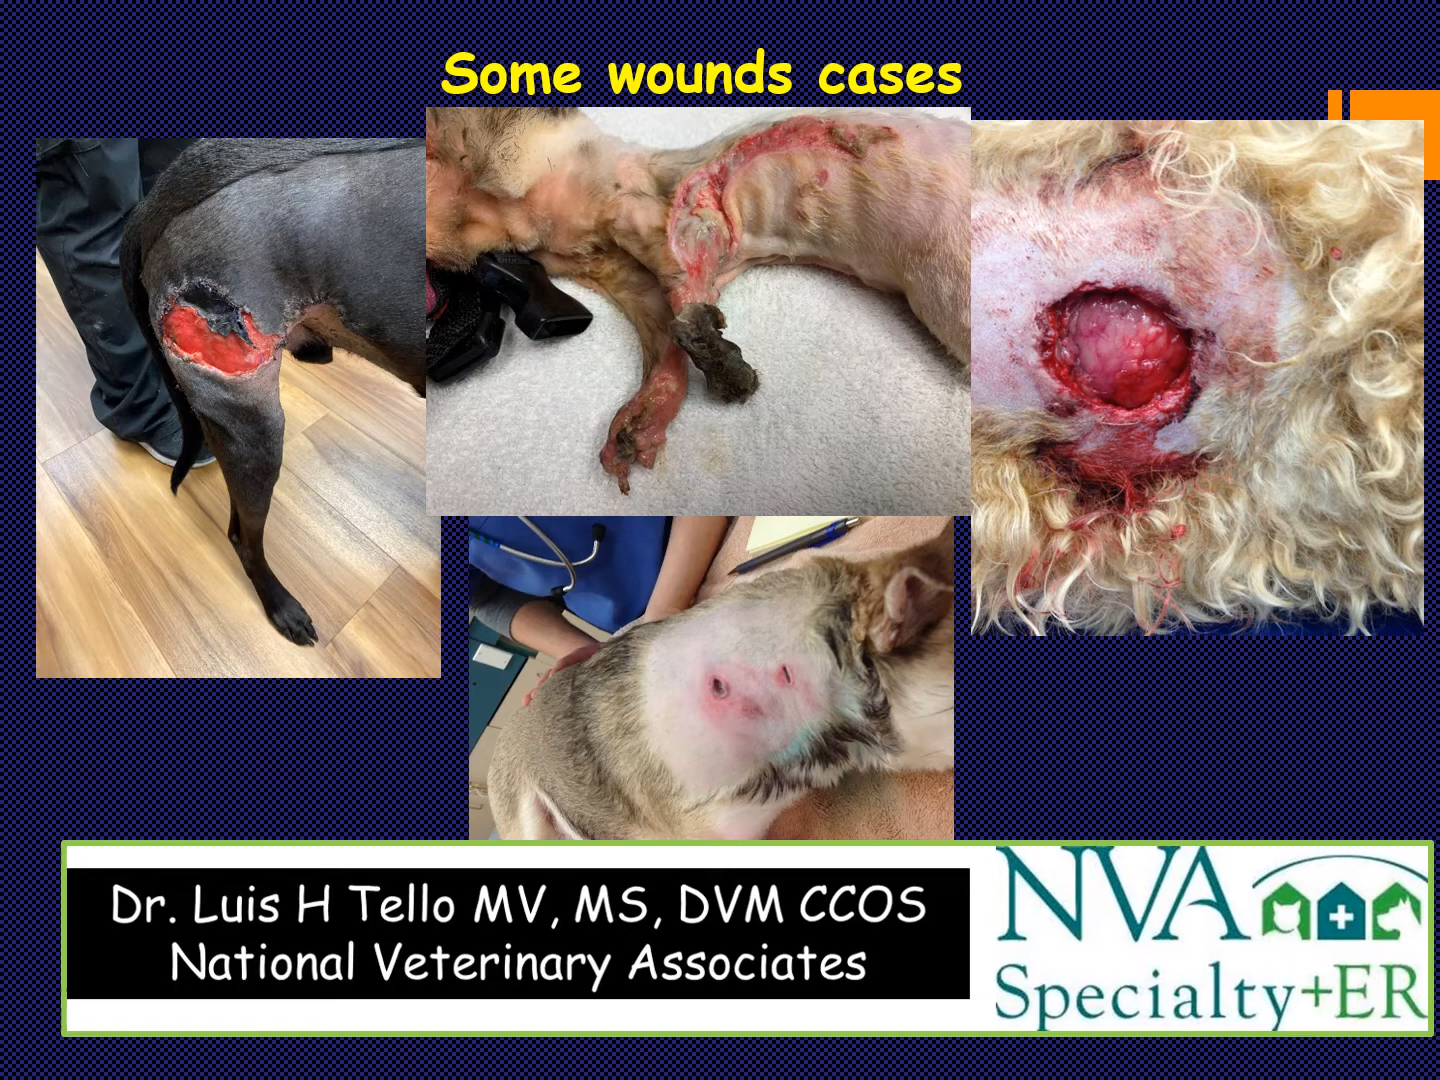 Some wounds cases
Dr. Luis H Tello MV, MS, DVM CCOS
National Veterinary Associates
NVA
Specialty+ER